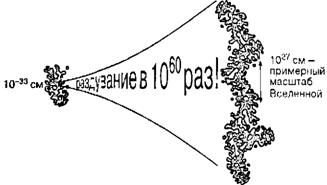 10⁻³³ см
раздувание в 10⁶⁰ раз!
10²⁷ см –
примерный
масштаб
Вселенной